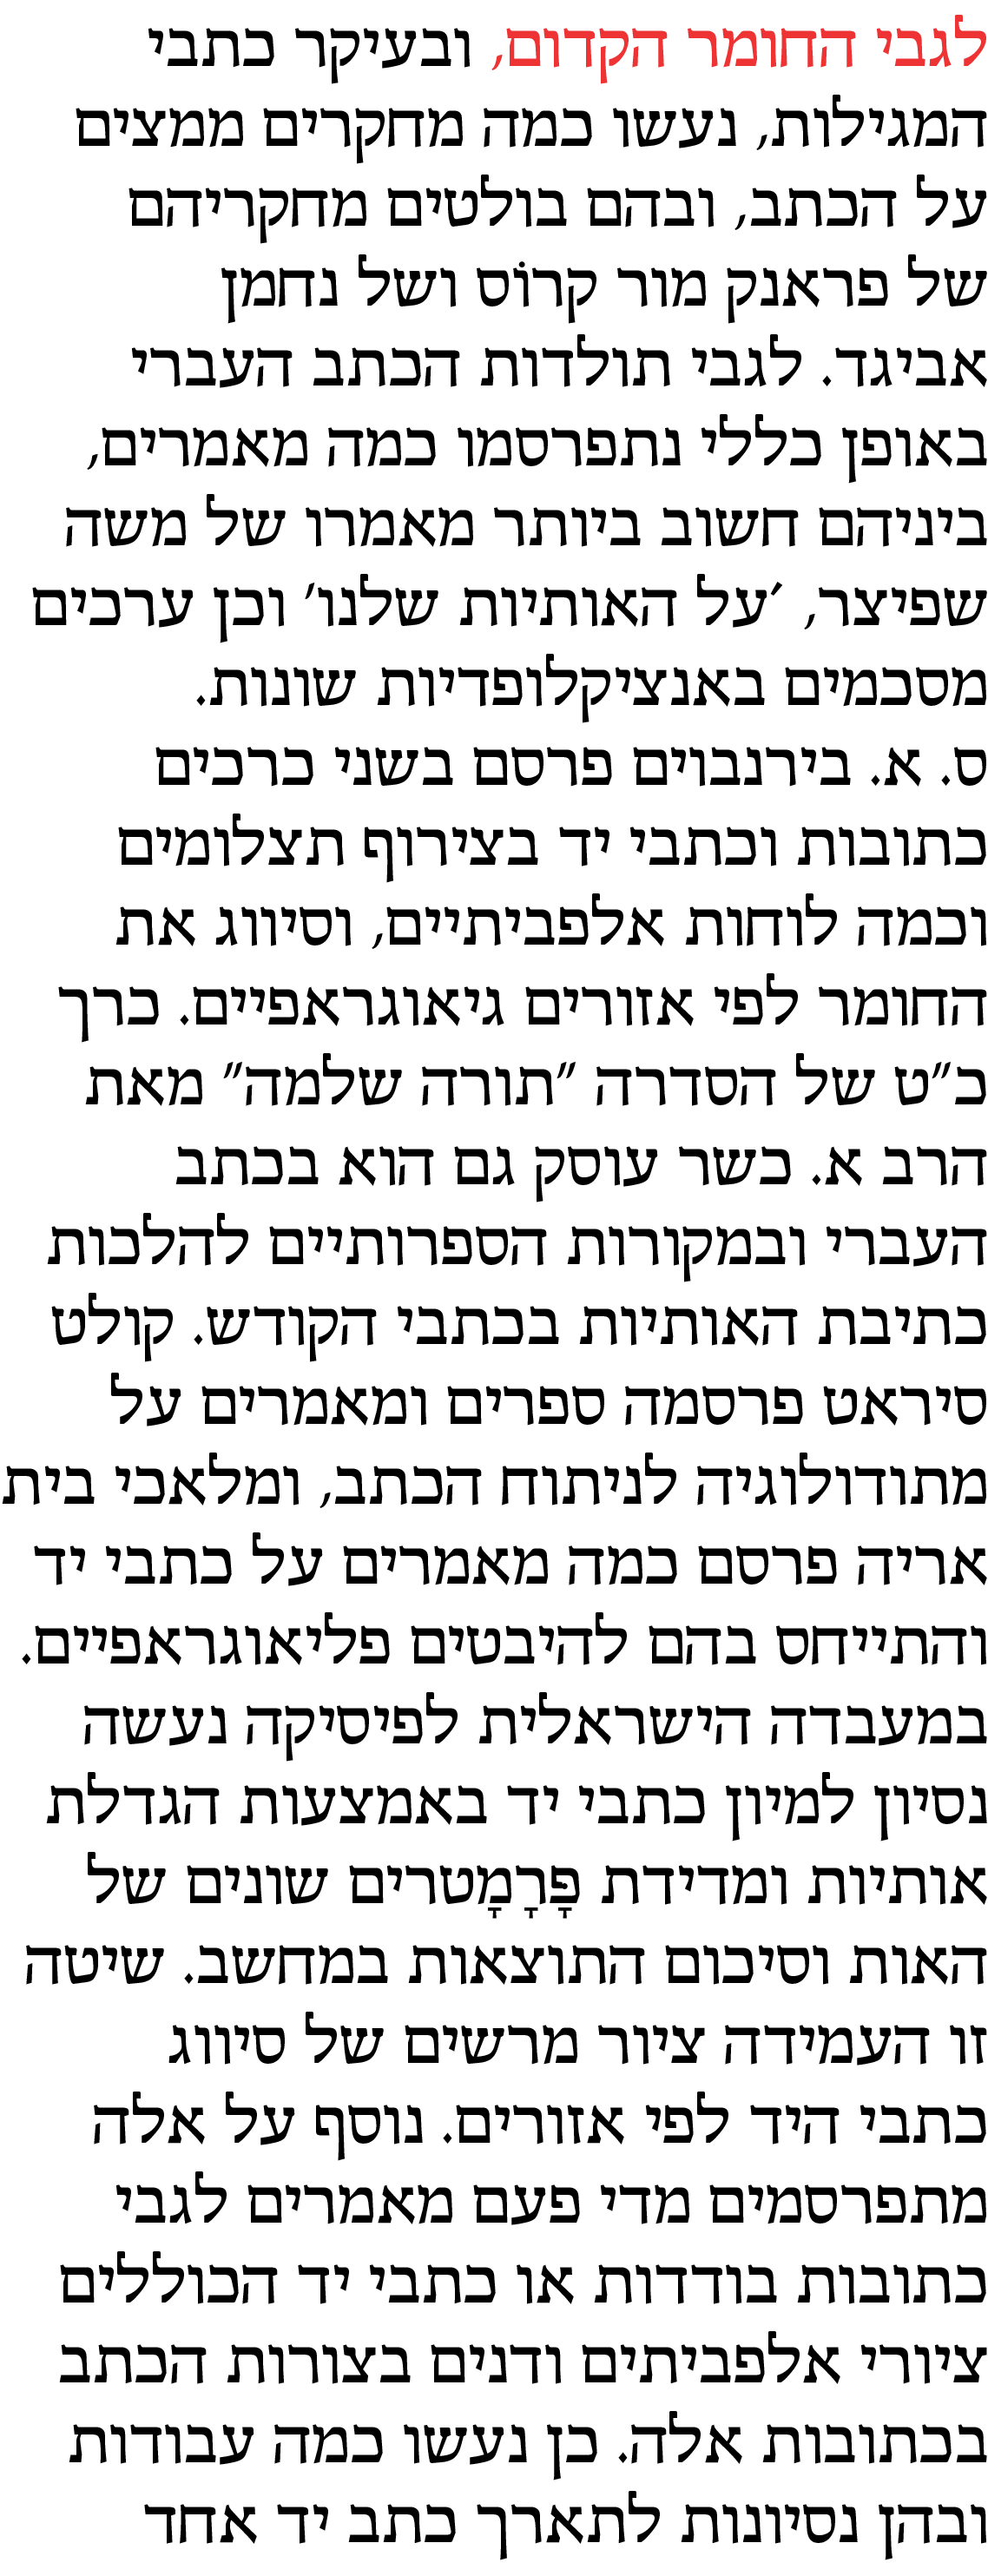 לגבי החומר הקדום, ובעיקר כתבי
המגילות, נעשו כמה מחקרים ממצים
על הכתב, ובהם בולטים מחקריהם
של פראנק מור קרוֹס ושל נחמן
אביגד. לגבי תולדות הכתב העברי
באופן כללי נתפרסמו כמה מאמרים,
ביניהם חשוב ביותר מאמרו של משה
שפיצר, ׳על האותיות שלנו׳ וכן ערכים
מסכמים באנציקלופדיות שונות.
ס. א. בירנבוים פרסם בשני כרכים
כתובות וכתבי יד בצירוף תצלומים
וכמה לוחות אלפביתיים, וסיווג את
החומר לפי אזורים גיאוגראפיים. כרך
כ״ט של הסדרה ״תורה שלמה״ מאת
הרב א. כשר עוסק גם הוא בכתב
העברי ובמקורות הספרותיים להלכות
כתיבת האותיות בכתבי הקודש. קולט
סיראט פרסמה ספרים ומאמרים על
מתודולוגיה לניתוח הכתב, ומלאכי בית
אריה פרסם כמה מאמרים על כתבי יד
והתייחס בהם להיבטים פליאוגראפיים.
במעבדה הישראלית לפיסיקה נעשה
נסיון למיון כתבי יד באמצעות הגדלת
אותיות ומדידת פָרָמָטרים שונים של
האות וסיכום התוצאות במחשב. שיטה
זו העמידה ציור מרשים של סיווג
כתבי היד לפי אזורים. נוסף על אלה
מתפרסמים מדי פעם מאמרים לגבי
כתובות בודדות או כתבי יד הכוללים
ציורי אלפביתים ודנים בצורות הכתב
בכתובות אלה. כן נעשו כמה עבודות
ובהן נסיונות לתארך כתב יד אחד